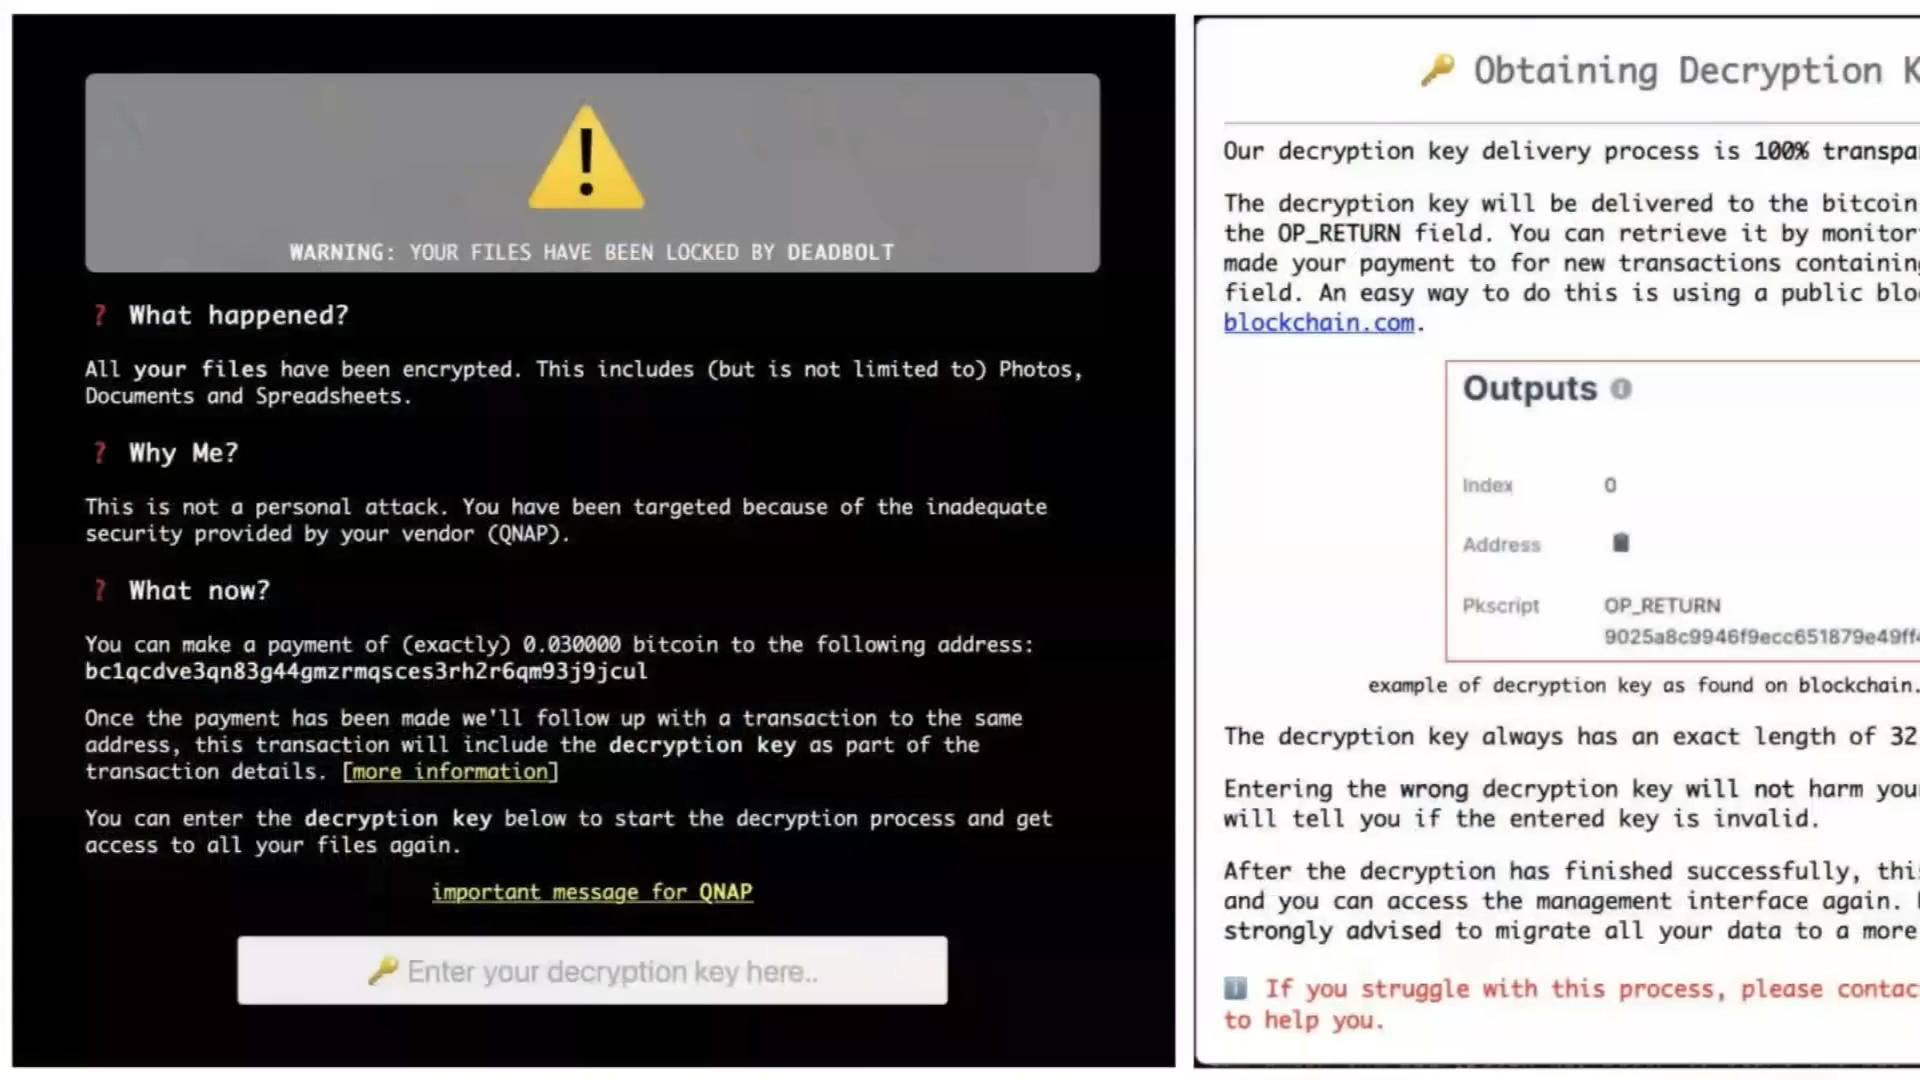 WARNING: YOUR FILES HAVE BEEN LOCKED BY DEADBOLT
? What happened?
All your files have been encrypted. This includes (but is not limited to) Photos,
Documents and Spreadsheets.
? Why Me?
This is not a personal attack. You have been targeted because of the inadequate
security provided by your vendor (QNAP).
? What now?
You can make a payment of (exactly) 0.030000 bitcoin to the following address:
bc1qcdve3qn83g44gmzrmqsces3rh2r6qm93j9jcul
Once the payment has been made we'll follow up with a transaction to the same
address, this transaction will include the decryption key as part of the
transaction details. [more information]
You can enter the decryption key below to start the decryption process and get
access to all your files again.
important message for QNAP
Enter your decryption key here..
Obtaining Decryption K
Our decryption key delivery process is 100% transpa
The decryption key will be delivered to the bitcoin
the OP_RETURN field. You can retrieve it by monitor
made your payment to for new transactions containing
field. An easy way to do this is using a public bloc
blockchain.com.
Outputs
Index 0
Address
Pkscript OP_RETURN
9025a8c9946f9ecc651879e49ff4
example of decryption key as found on blockchain.
The decryption key always has an exact length of 32
Entering the wrong decryption key will not harm your
will tell you if the entered key is invalid.
After the decryption has finished successfully, this
and you can access the management interface again.
strongly advised to migrate all your data to a more
If you struggle with this process, please contac
to help you.